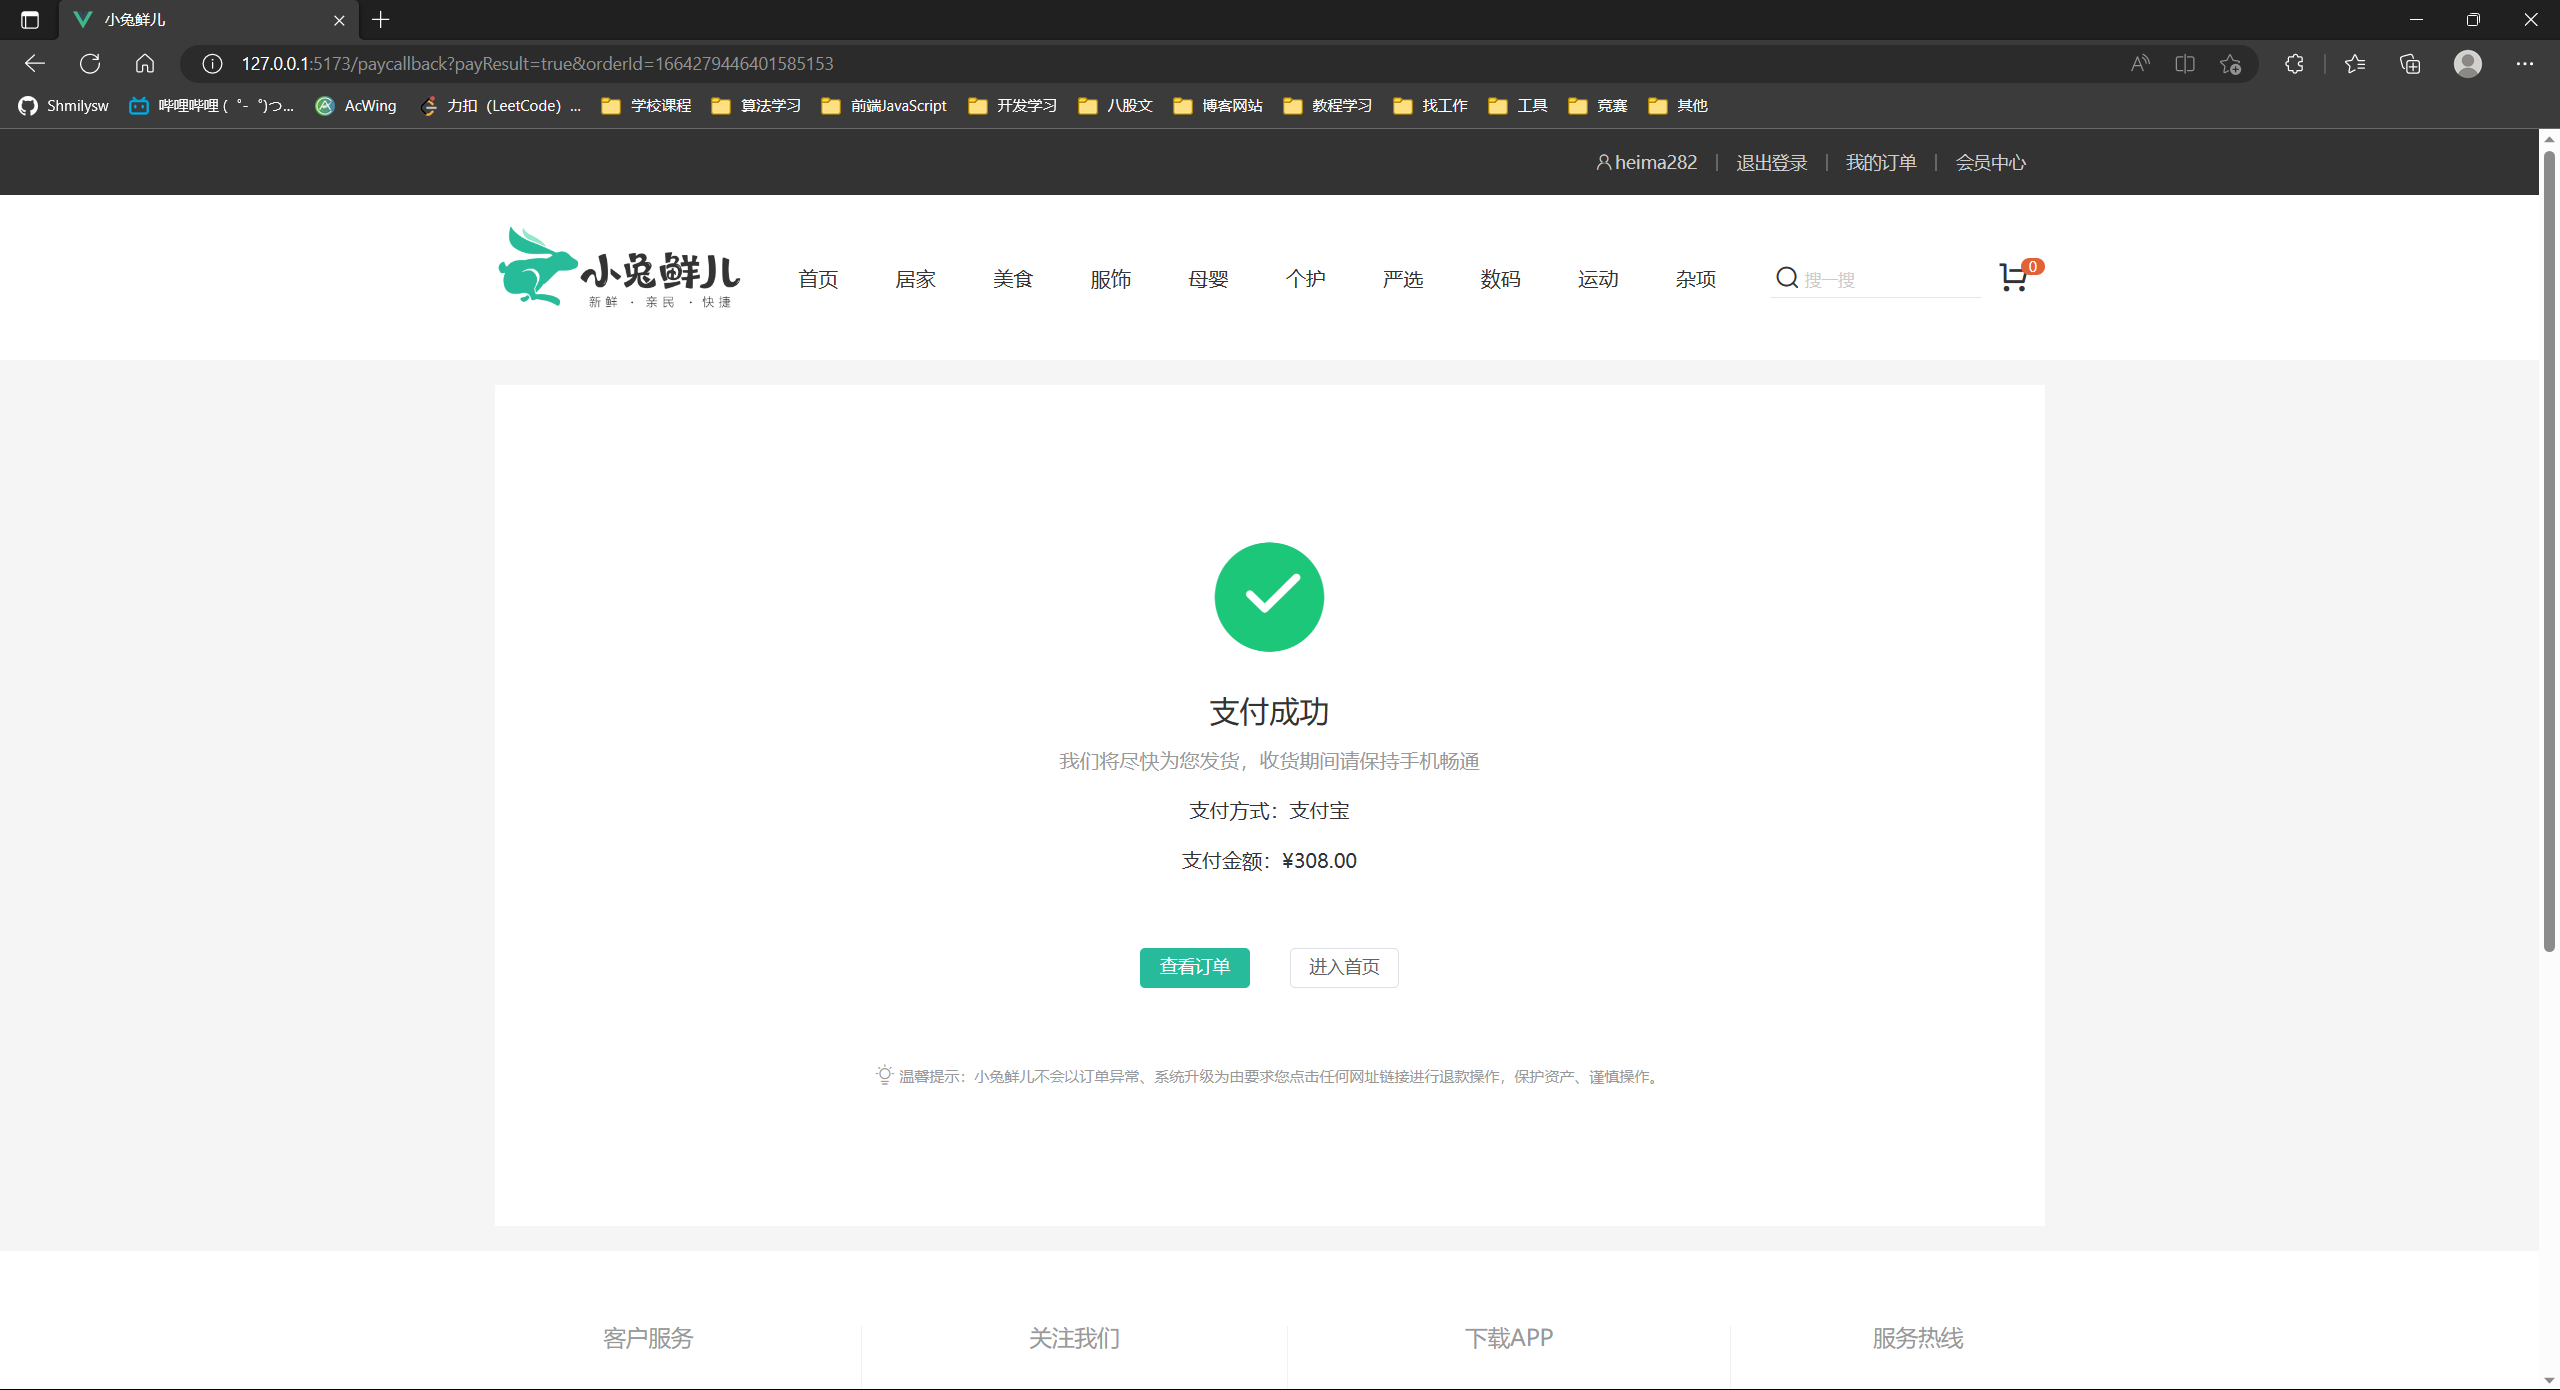 小兔鲜儿
127.0.0.1:5173/paycallback?payResult=true&orderId=1664279446401585153
Shmilysw 哔哩哔哩 (゜-゜)つ... AcWing 力扣（LeetCode）... 学校课程 算法学习 前端JavaScript 开发学习 八股文 博客网站 教程学习 找工作 工具 竞赛 其他
heima282 退出登录 我的订单 会员中心
小兔鲜儿
新鲜 · 亲民 · 快捷
首页 居家 美食 服饰 母婴 个护 严选 数码 运动 杂项 搜一搜 0
支付成功
我们将尽快为您发货，收货期间请保持手机畅通
支付方式：支付宝
支付金额：¥308.00
查看订单 进入首页
温馨提示：小兔鲜儿不会以订单异常、系统升级为由要求您点击任何网址链接进行退款操作，保护资产、谨慎操作。
客户服务 关注我们 下载APP 服务热线